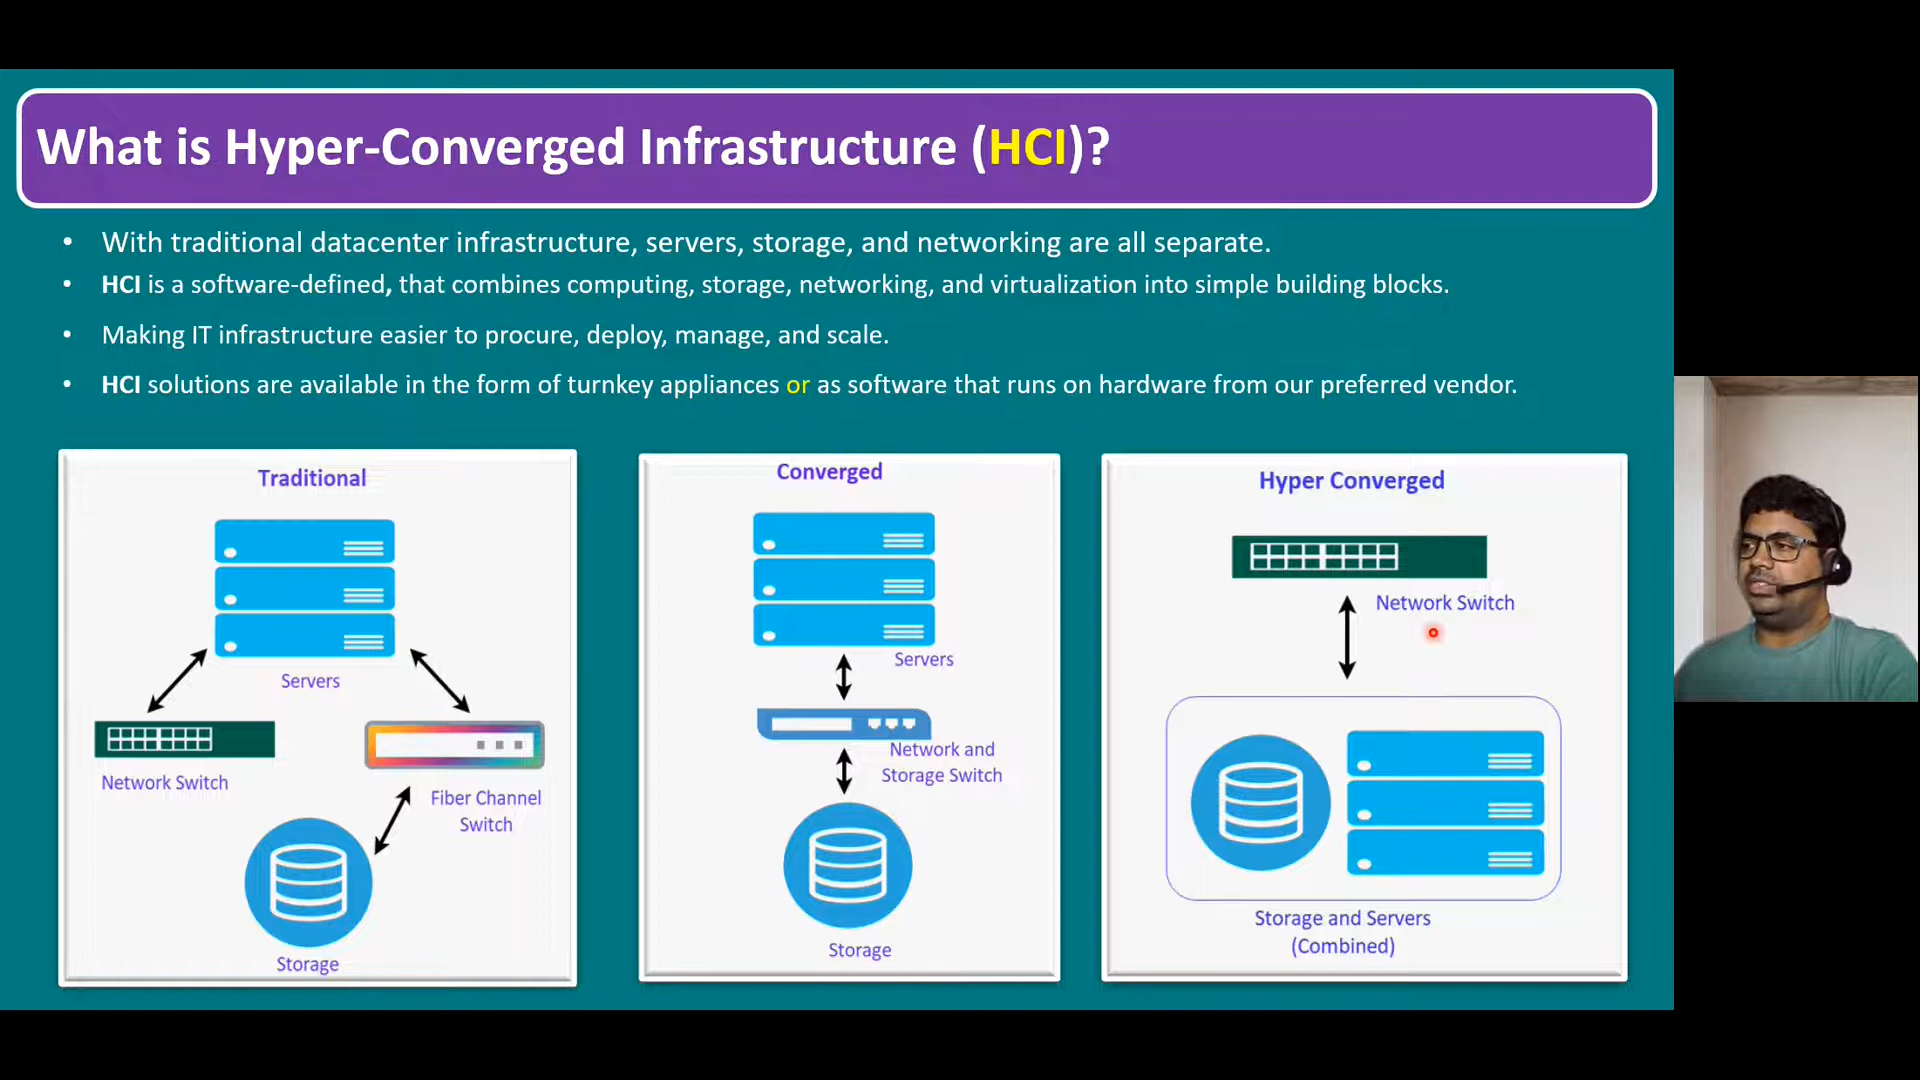 What is Hyper-Converged Infrastructure (HCI)?
• With traditional datacenter infrastructure, servers, storage, and networking are all separate.
• HCI is a software-defined, that combines computing, storage, networking, and virtualization into simple building blocks.
• Making IT infrastructure easier to procure, deploy, manage, and scale.
• HCI solutions are available in the form of turnkey appliances or as software that runs on hardware from our preferred vendor.
Traditional
Servers
Network Switch
Fiber Channel
Switch
Storage
Converged
Servers
Network and
Storage Switch
Storage
Hyper Converged
Network Switch
Storage and Servers
(Combined)